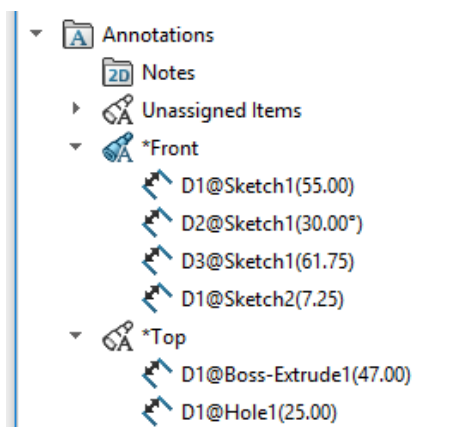 Annotations
Notes
Unassigned Items
*Front
D1@Sketch1(55.00)
D2@Sketch1(30.00°)
D3@Sketch1(61.75)
D1@Sketch2(7.25)
*Top
D1@Boss-Extrude1(47.00)
D1@Hole1(25.00)